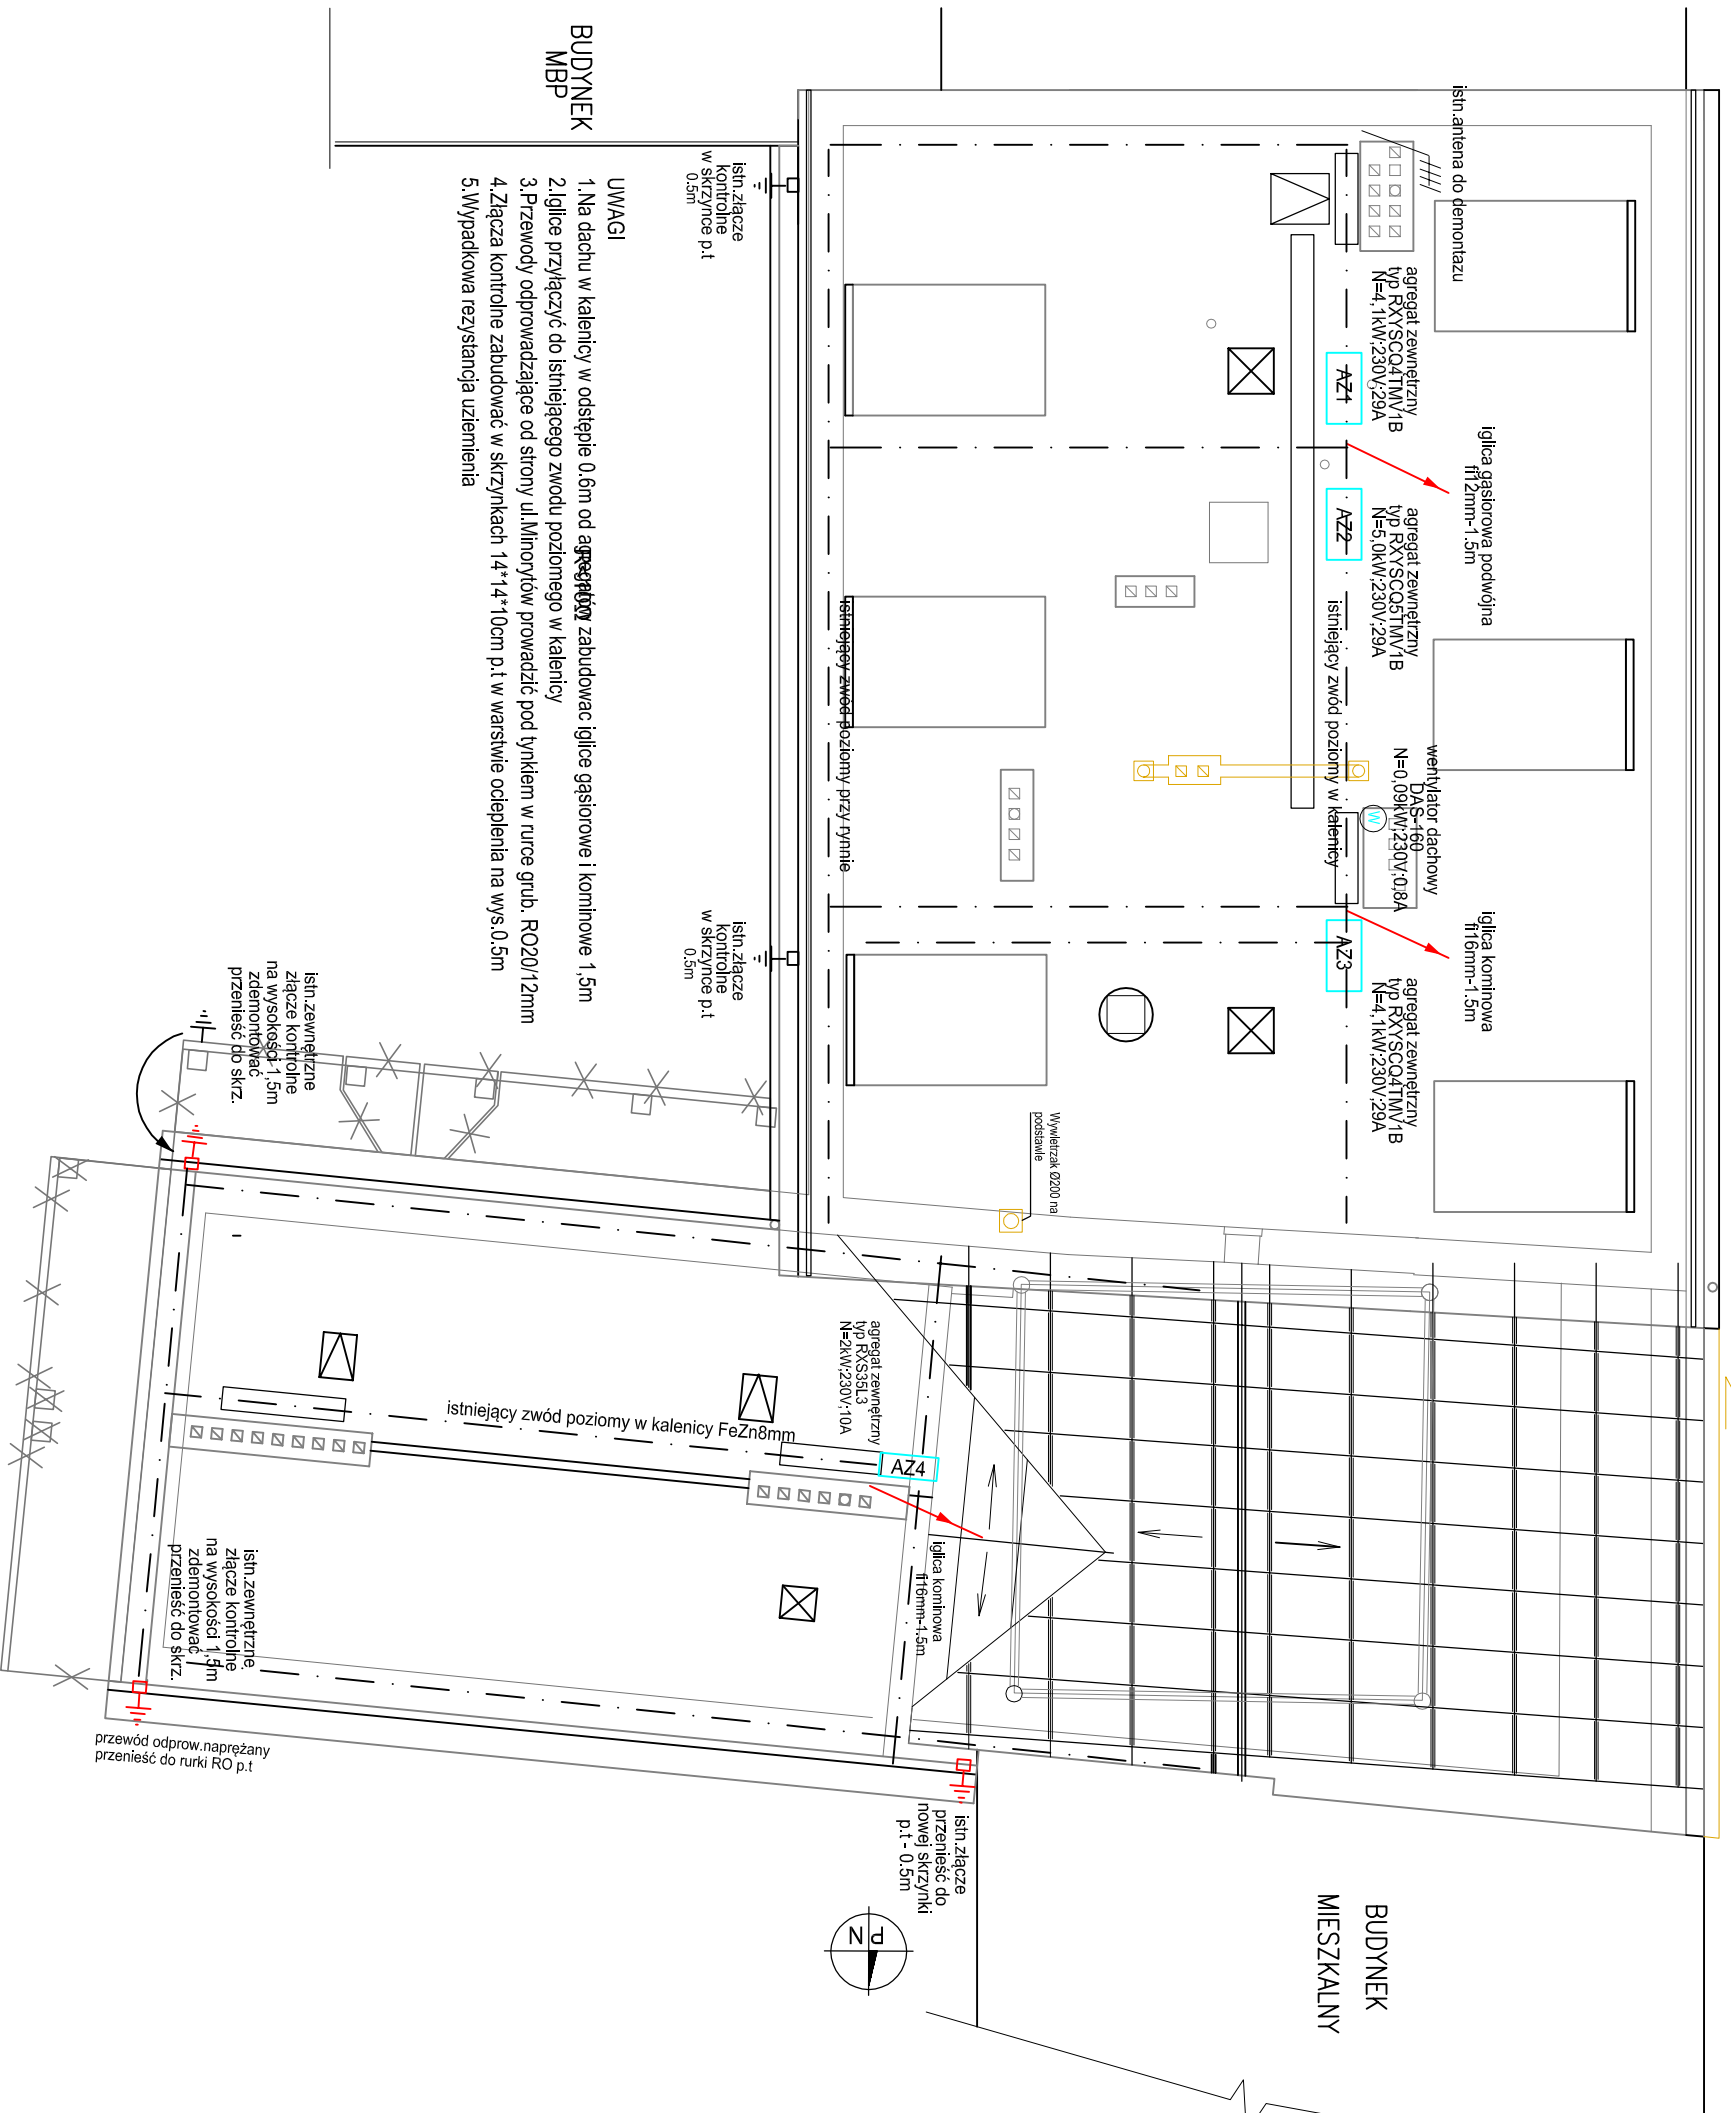 BUDYNEK
MBP
UWAGI
1.Na dachu w kalenicy w odstępie 0.6m od agregatów zabudować iglice gąsiorowe i kominowe 1,5m
2.Iglice przyłączyć do istniejącego zwodu poziomego w kalenicy
3.Przewody odprowadzające od strony ul.Minorytów prowadzić pod tynkiem w rurce grub. RO20/12mm
4.Złącza kontrolne zabudować w skrzynkach 14*14*10cm p.t w warstwie ocieplenia na wys.0.5m
5.Wypadkowa rezystancja uziemienia
istn.złącze
kontrolne
w skrzynce p.t
0.5m
istn.złącze
kontrolne
w skrzynce p.t
0.5m
istn.antena do demontazu
agregat zewnętrzny
typ RXYSCQ4TMV1B
N=4,1kW;230V;29A
AZ1
iglica gąsiorowa podwójna
fi12mm-1.5m
agregat zewnętrzny
typ RXYSCQ5TMV1B
N=5,0kW;230V;29A
AZ2
istniejący zwód poziomy w kalenicy
istniejący zwód poziomy przy rynnie
wentylator dachowy
DAS-160
N=0,09kW;230V;0,8A
W
iglica kominowa
fi16mm-1.5m
agregat zewnętrzny
typ RXYSCQ4TMV1B
N=4,1kW;230V;29A
AZ3
Wywietrzak Ø200 na
podstawie
istn.zewnętrzne
złącze kontrolne
na wysokości 1,5m
zdemontować
przenieść do skrz.
agregat zewnętrzny
typ RXS35L3
N=2kW;230V;10A
AZ4
istniejący zwód poziomy w kalenicy FeZn8mm
iglica kominowa
fi16mm-1.5m
istn.zewnętrzne
złącze kontrolne
na wysokości 1,5m
zdemontować
przenieść do skrz.
przewód odprow.naprężany
przenieść do rurki RO p.t
istn.złącze
przenieść do
nowej skrzynki
p.t - 0.5m
BUDYNEK
MIESZKALNY
N